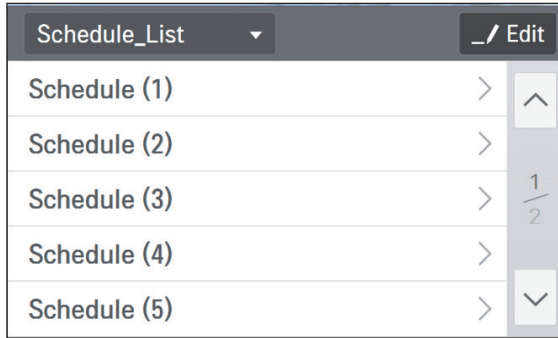 Schedule_List
Edit
Schedule (1)
Schedule (2)
Schedule (3)
Schedule (4)
Schedule (5)
1
2